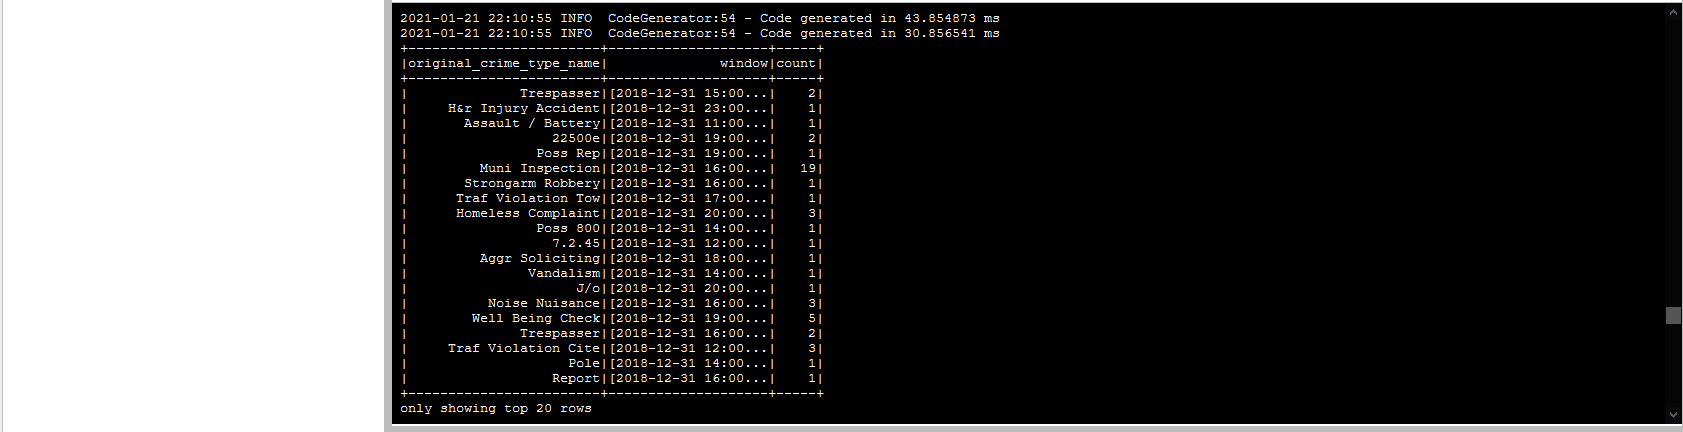 2021-01-21 22:10:55 INFO  CodeGenerator:54 - Code generated in 43.854873 ms
2021-01-21 22:10:55 INFO  CodeGenerator:54 - Code generated in 30.856541 ms
+------------------------+--------------------+-----+
|original_crime_type_name|              window|count|
+------------------------+--------------------+-----+
|              Trespasser|[2018-12-31 15:00...|    2|
|     H&r Injury Accident|[2018-12-31 23:00...|    1|
|       Assault / Battery|[2018-12-31 11:00...|    1|
|                  22500e|[2018-12-31 19:00...|    2|
|                Poss Rep|[2018-12-31 19:00...|    1|
|         Muni Inspection|[2018-12-31 16:00...|   19|
|       Strongarm Robbery|[2018-12-31 16:00...|    1|
|      Traf Violation Tow|[2018-12-31 17:00...|    1|
|      Homeless Complaint|[2018-12-31 20:00...|    3|
|                Poss 800|[2018-12-31 14:00...|    1|
|                  7.2.45|[2018-12-31 12:00...|    1|
|         Aggr Soliciting|[2018-12-31 18:00...|    1|
|               Vandalism|[2018-12-31 14:00...|    1|
|                     J/o|[2018-12-31 20:00...|    1|
|          Noise Nuisance|[2018-12-31 16:00...|    3|
|        Well Being Check|[2018-12-31 19:00...|    5|
|              Trespasser|[2018-12-31 16:00...|    2|
|     Traf Violation Cite|[2018-12-31 12:00...|    3|
|                    Pole|[2018-12-31 14:00...|    1|
|                  Report|[2018-12-31 16:00...|    1|
+------------------------+--------------------+-----+
only showing top 20 rows